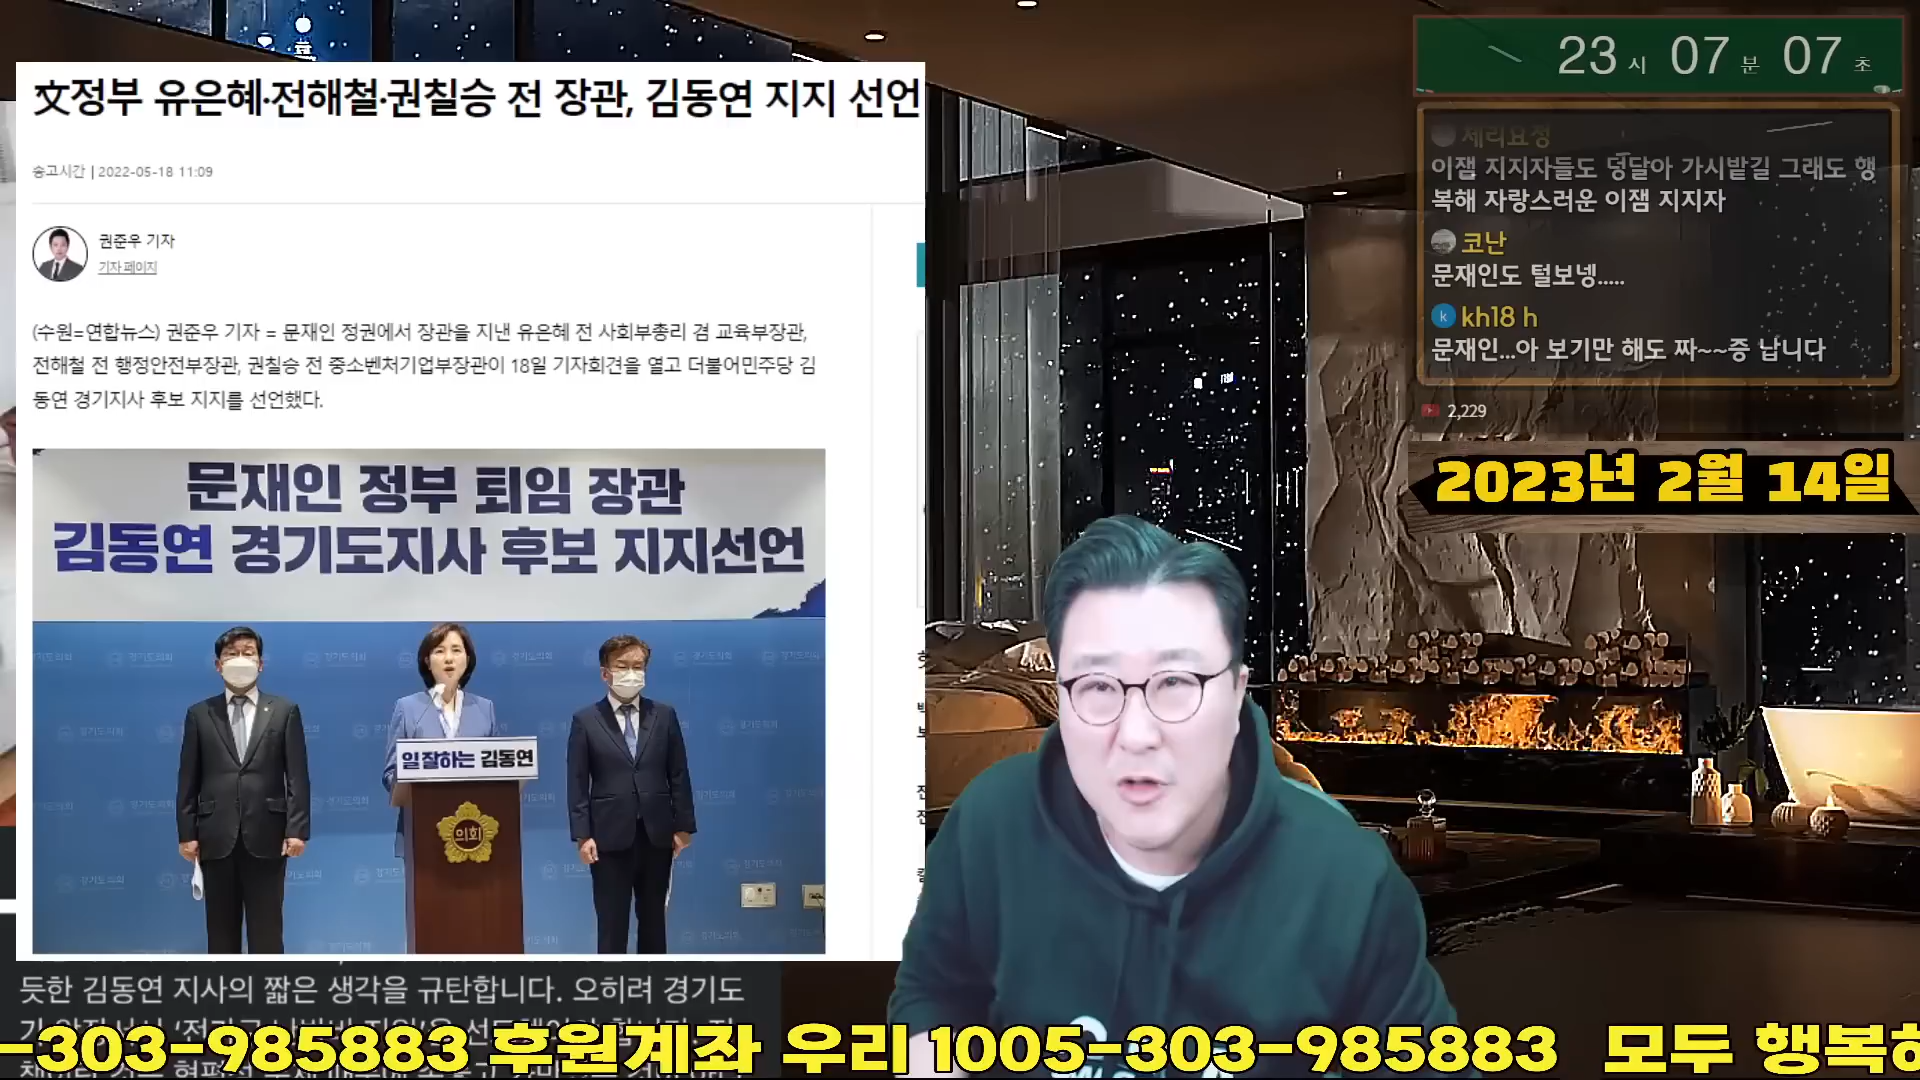 文정부 유은혜·전해철·권칠승 전 장관, 김동연 지지 선언
송고시간 | 2022-05-18 11:09
권준우 기자
기자 페이지
(수원=연합뉴스) 권준우 기자 = 문재인 정권에서 장관을 지낸 유은혜 전 사회부총리 겸 교육부장관,
전해철 전 행정안전부장관, 권칠승 전 중소벤처기업부장관이 18일 기자회견을 열고 더불어민주당 김
동연 경기지사 후보 지지를 선언했다.
문재인 정부 퇴임 장관
김동연 경기도지사 후보 지지선언
일잘하는 김동연
의회
듯한 김동연 지사의 짧은 생각을 규탄합니다. 오히려 경기도
23시 07분 07초
체리요정
이잼 지지자들도 덩달아 가시밭길 그래도 행
복해 자랑스러운 이잼 지지자
코난
문재인도 털보넹.....
k kh18 h
문재인...아 보기만 해도 짜~~증 납니다
2,229
2023년 2월 14일
-303-985883 후원계좌 우리 1005-303-985883 모두 행복하